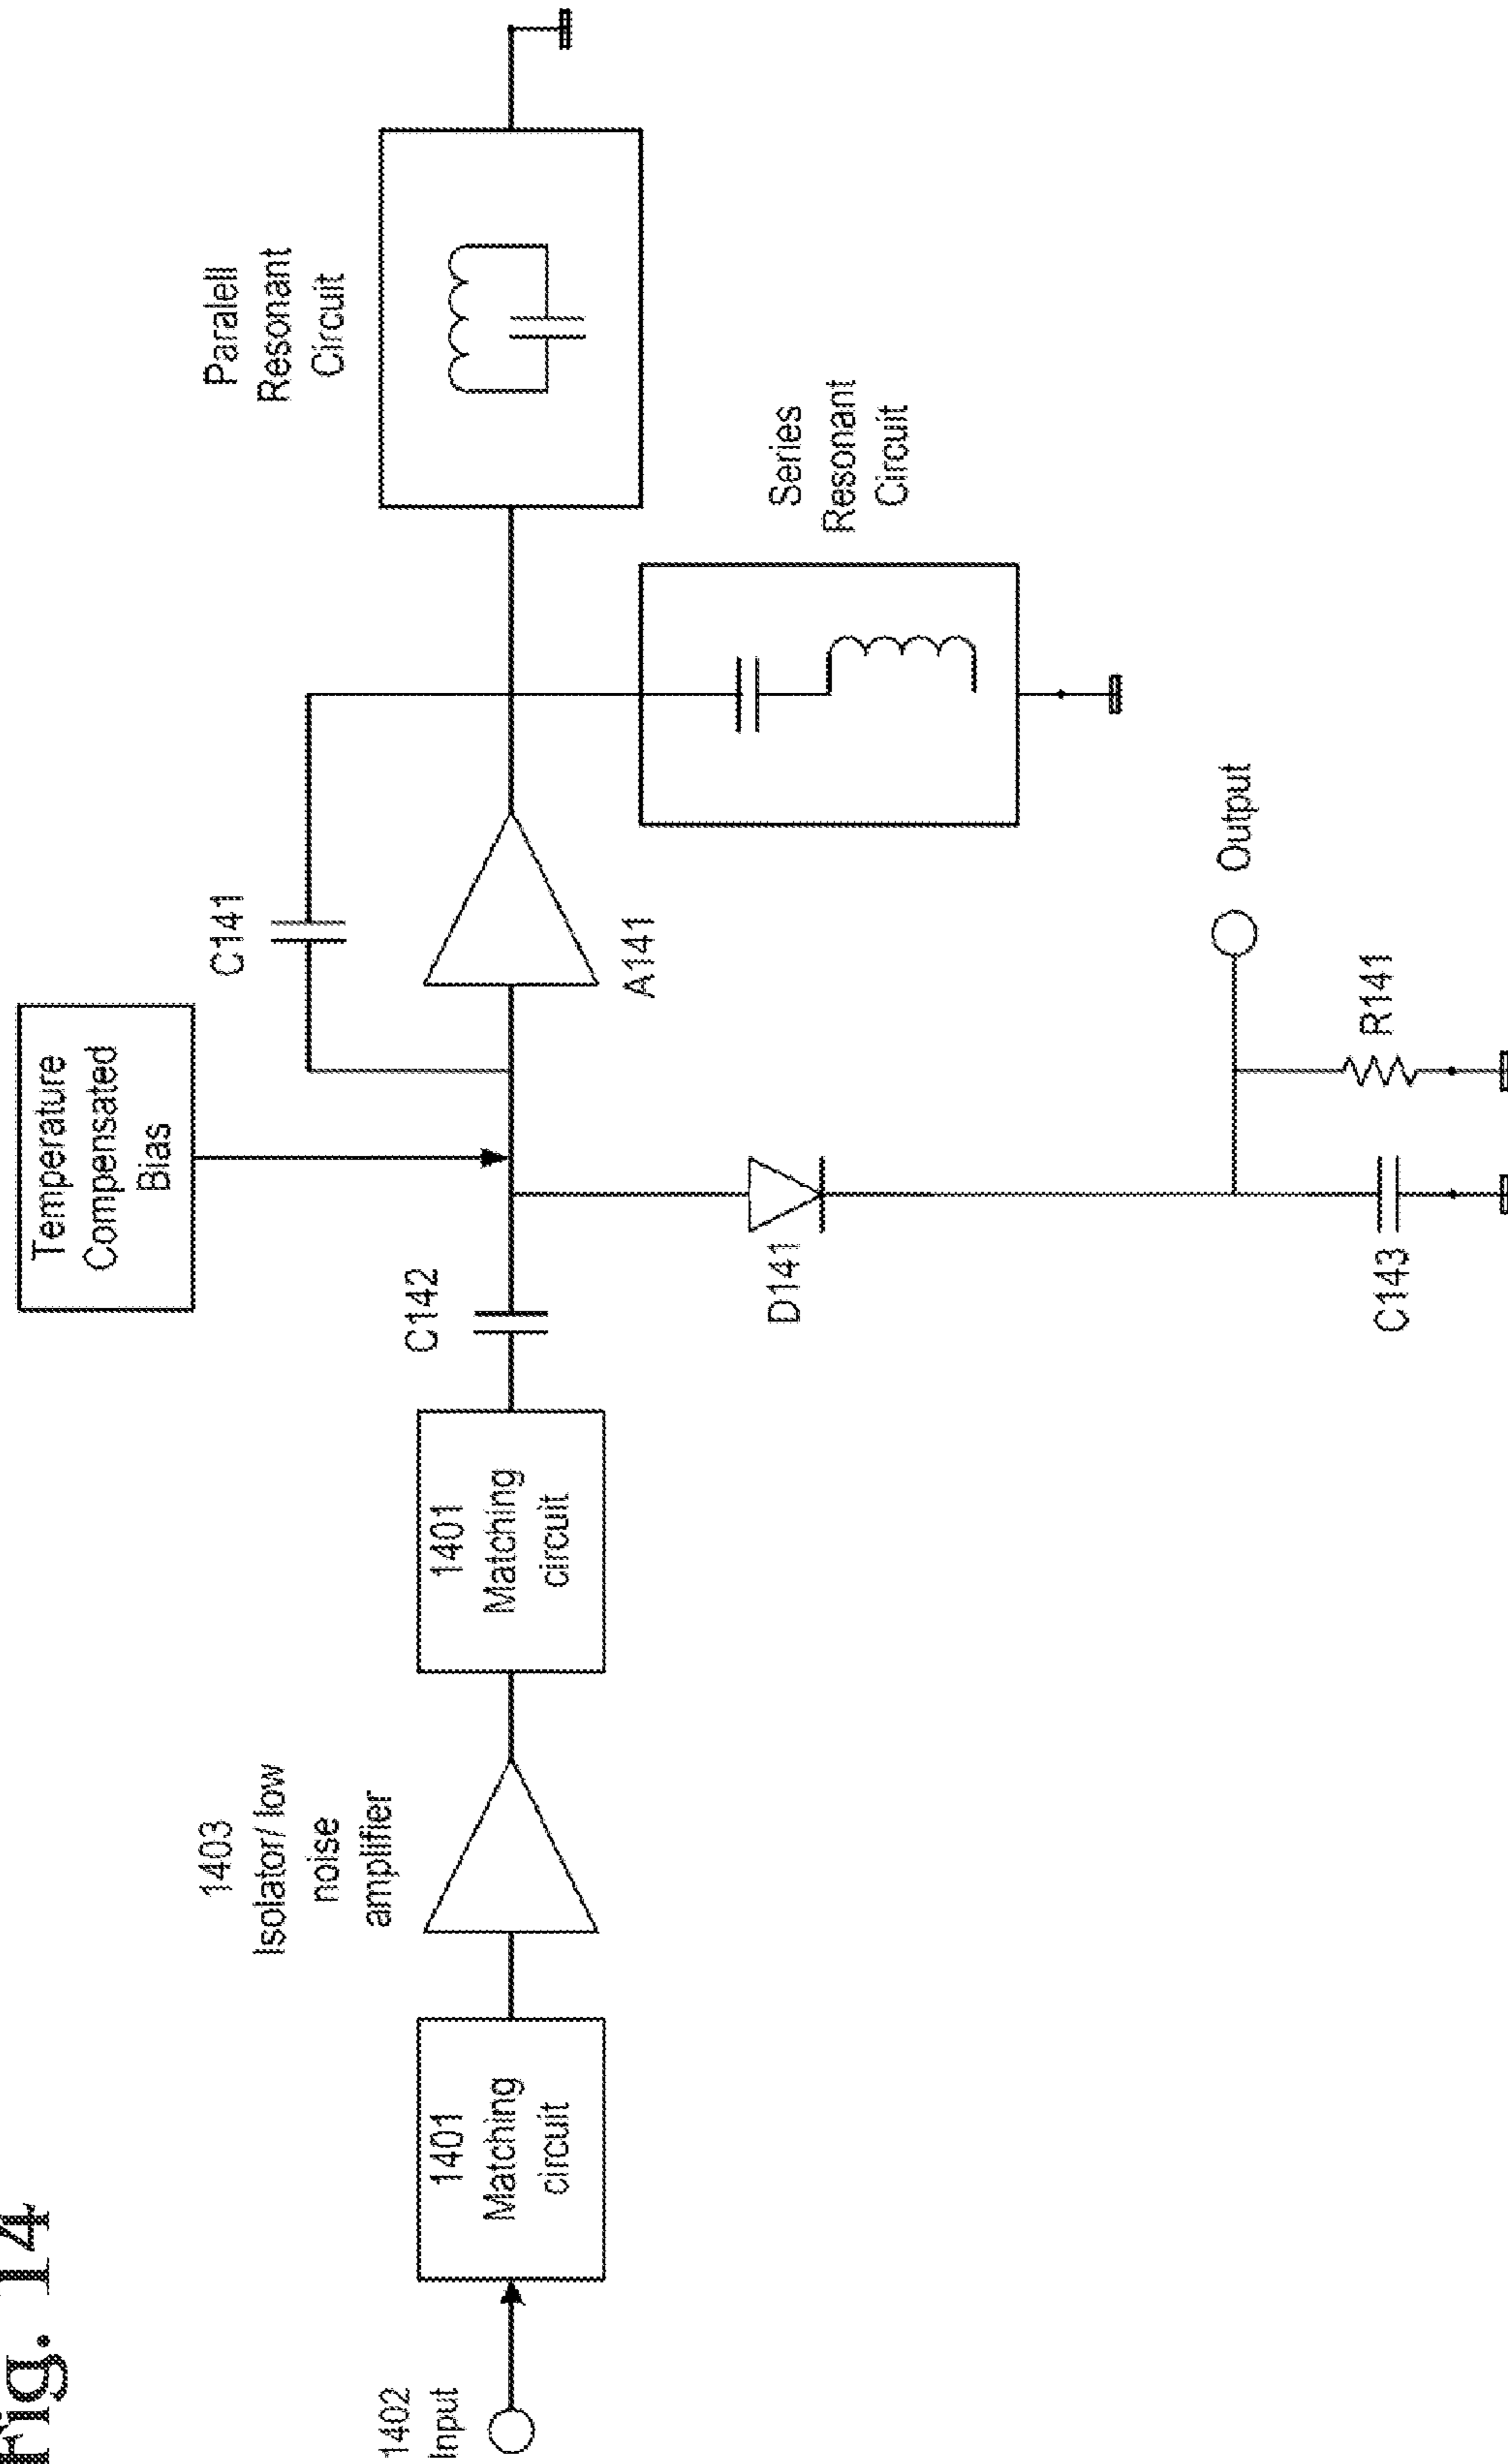 Fig. 14
1402
Input
1401
Matching
circuit
1403
Isolator/ low
noise
amplifier
1401
Matching
circuit
C142
Temperature
Compensated
Bias
C141
A141
D141
C143
R141
Output
Series
Resonant
Circuit
Paralell
Resonant
Circuit